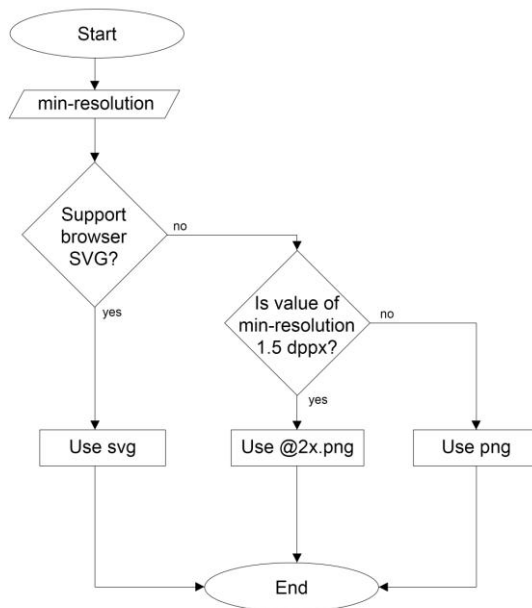 Start
min-resolution
Support
browser
SVG?
no
yes
Is value of
min-resolution
1.5 dppx?
no
yes
Use svg
Use @2x.png
Use png
End